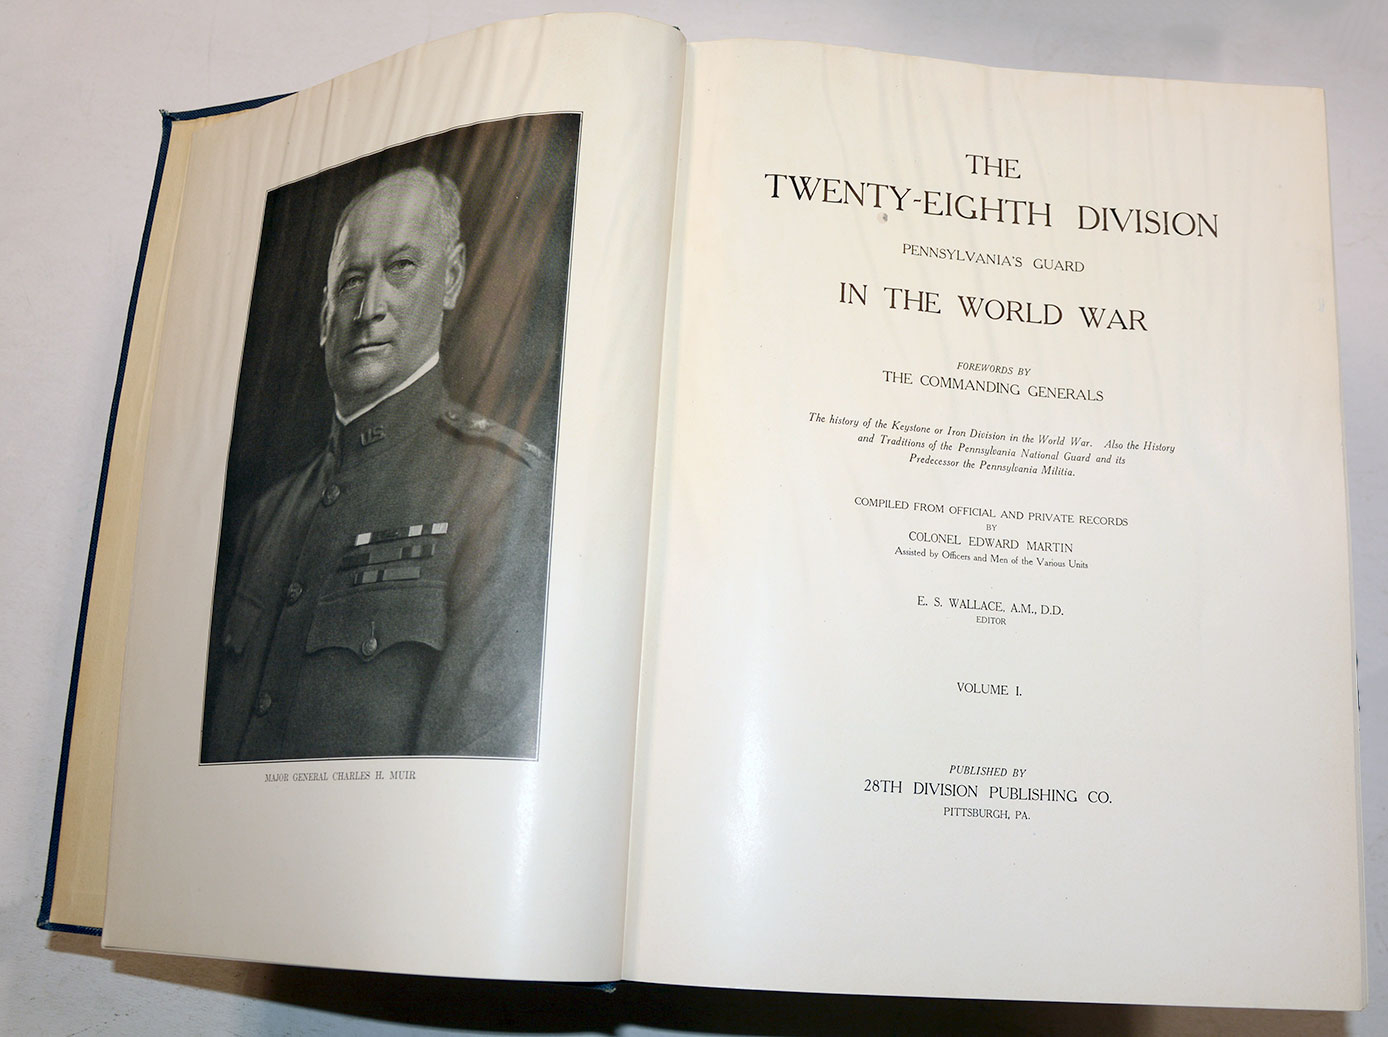 US
MAJOR GENERAL CHARLES H. MUIR
THE
TWENTY-EIGHTH DIVISION
PENNSYLVANIA'S GUARD
IN THE WORLD WAR
FOREWORDS BY
THE COMMANDING GENERALS
The history of the Keystone or Iron Division in the World War. Also the History
and Traditions of the Pennsylvania National Guard and its
Predecessor the Pennsylvania Militia.
COMPILED FROM OFFICIAL AND PRIVATE RECORDS
BY
COLONEL EDWARD MARTIN
Assisted by Officers and Men of the Various Units
E. S. WALLACE, A.M., D.D.
EDITOR
VOLUME I.
PUBLISHED BY
28TH DIVISION PUBLISHING CO.
PITTSBURGH, PA.